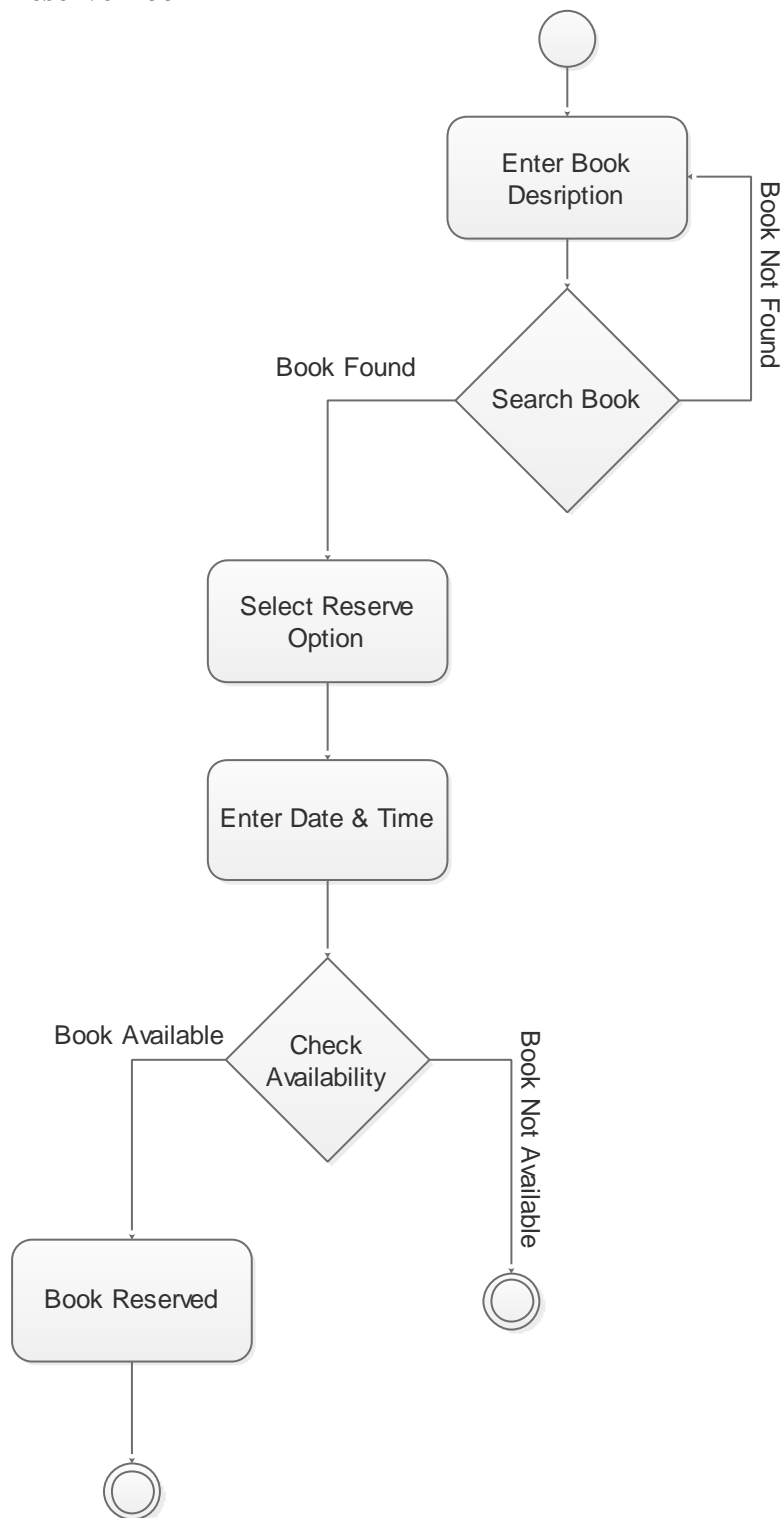 Enter Book
Desription
Book Not Found
Search Book
Book Found
Select Reserve
Option
Enter Date & Time
Check
Availability
Book Available
Book Not Available
Book Reserved